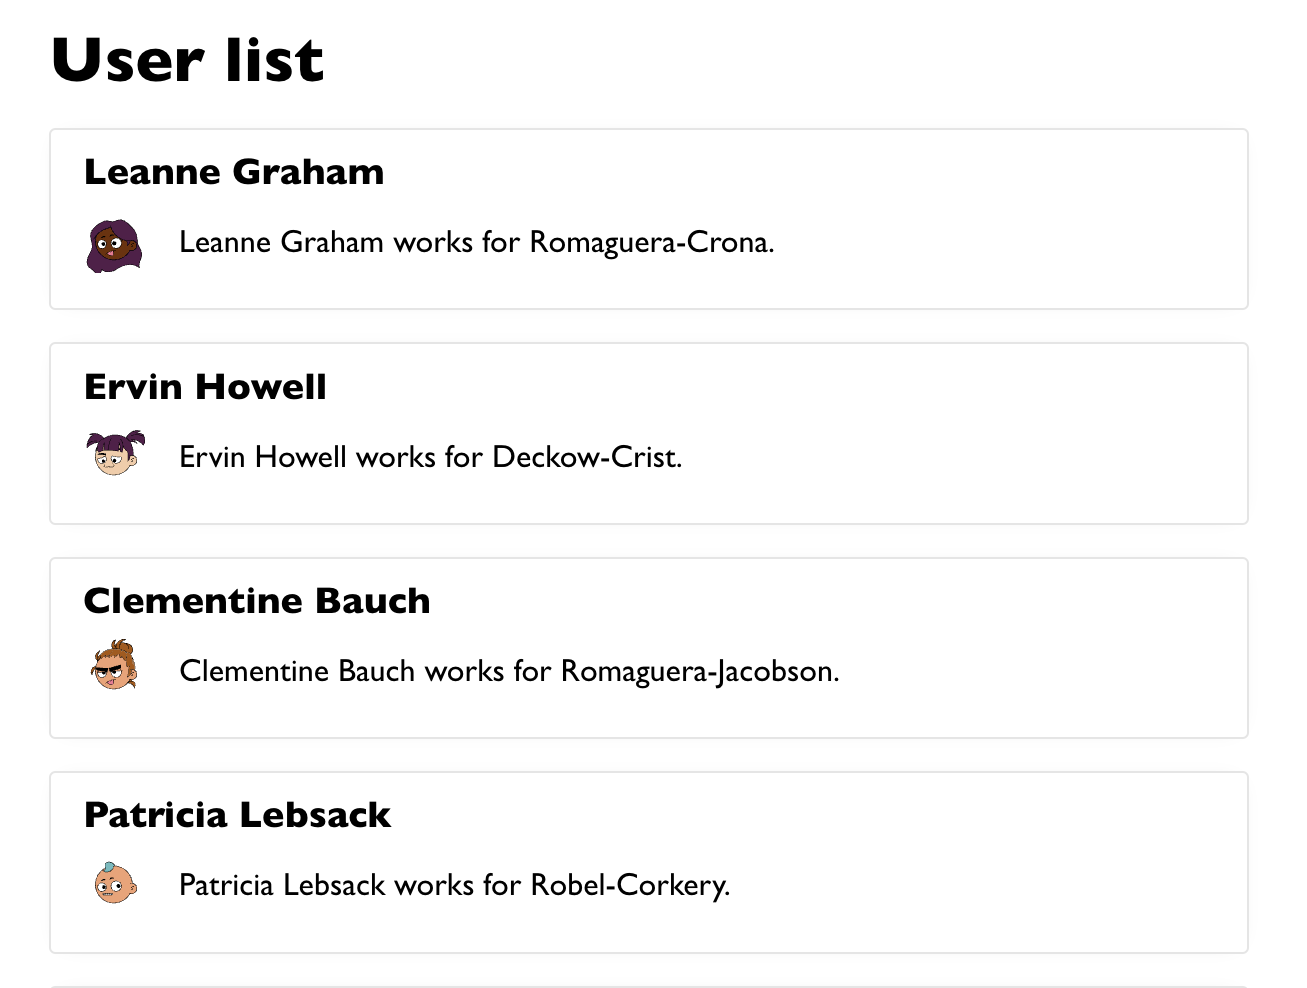 User list
Leanne Graham
Leanne Graham works for Romaguera-Crona.
Ervin Howell
Ervin Howell works for Deckow-Crist.
Clementine Bauch
Clementine Bauch works for Romaguera-Jacobson.
Patricia Lebsack
Patricia Lebsack works for Robel-Corkery.